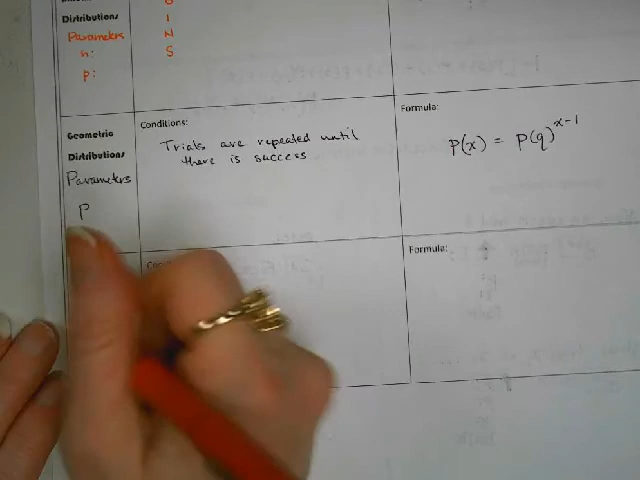 Distributions
Parameters
n:
p:
I
N
S
Geometric
Distributions
Parameters
P
Conditions:
Trials are repeated until
there is success
Formula:
P(x) = P(q)^x-1
Formula: